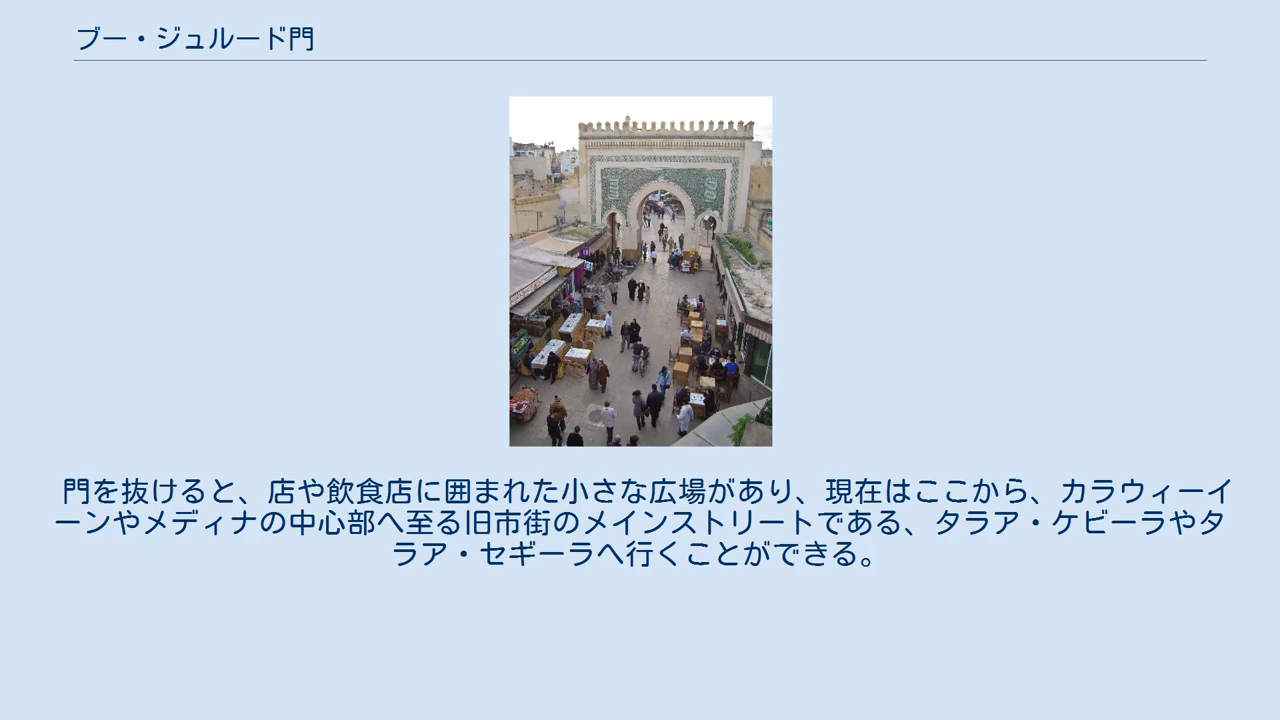 ブー・ジュルード門
門を抜けると、店や飲食店に囲まれた小さな広場があり、現在はここから、カラウィーイ
ーンやメディナの中心部へ至る旧市街のメインストリートである、タラア・ケビーラやタ
ラア・セギーラへ行くことができる。